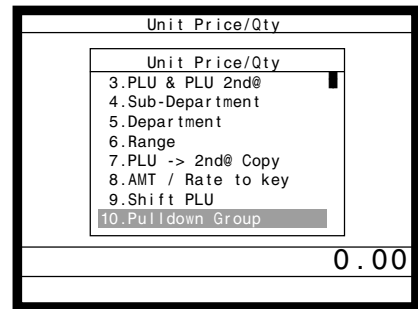 Unit Price/Qty
Unit Price/Qty
3.PLU & PLU 2nd@
4.Sub-Department
5.Department
6.Range
7.PLU -> 2nd@ Copy
8.AMT / Rate to key
9.Shift PLU
10.Pulldown Group
0.00